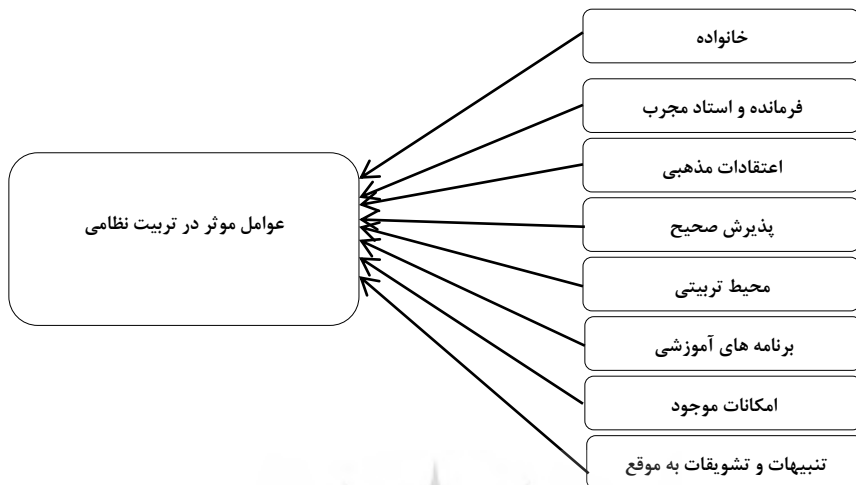 خانواده
فرمانده و استاد مجرب
اعتقادات مذهبی
عوامل موثر در تربیت نظامی
پذیرش صحیح
محیط تربیتی
برنامه های آموزشی
امکانات موجود
تنبیهات و تشویقات به موقع